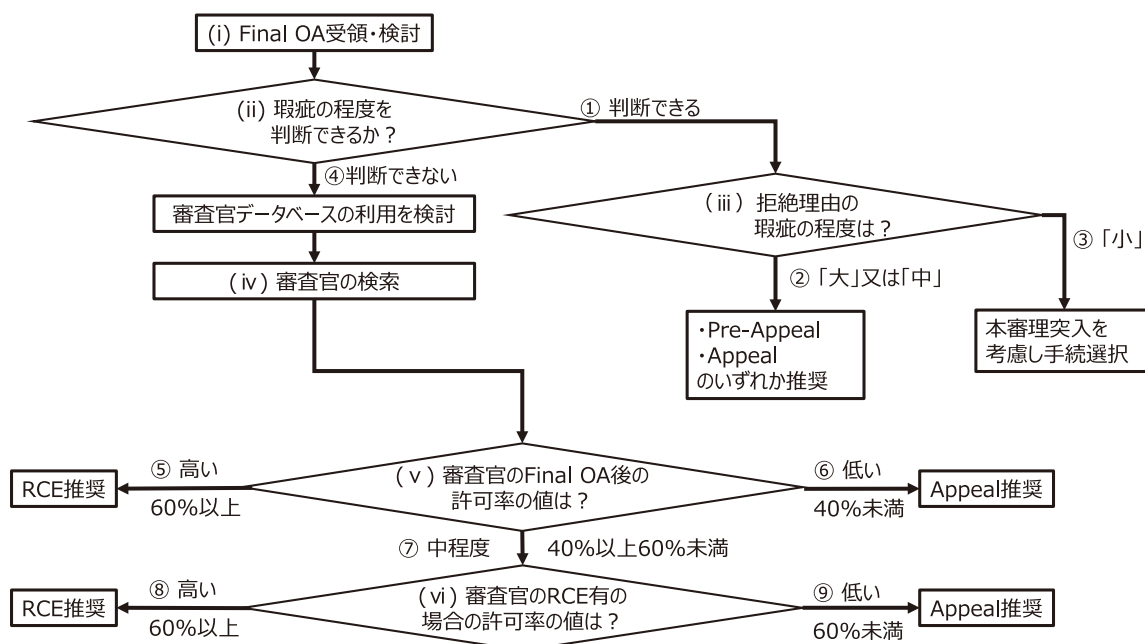 (ⅰ) Final OA受領・検討
(ⅱ) 瑕疵の程度を
判断できるか？
① 判断できる
④判断できない
審査官データベースの利用を検討
(ⅳ) 審査官の検索
(ⅲ) 拒絶理由の
瑕疵の程度は？
③ 「小」
② 「大」又は「中」
・Pre-Appeal
・Appeal
のいずれか推奨
本審理突入を
考慮し手続選択
RCE推奨
⑤ 高い
60%以上
(ⅴ) 審査官のFinal OA後の
許可率の値は？
⑥ 低い
40%未満
Appeal推奨
⑦ 中程度
40%以上60%未満
RCE推奨
⑧ 高い
60%以上
(ⅵ) 審査官のRCE有の
場合の許可率の値は？
⑨ 低い
60%未満
Appeal推奨